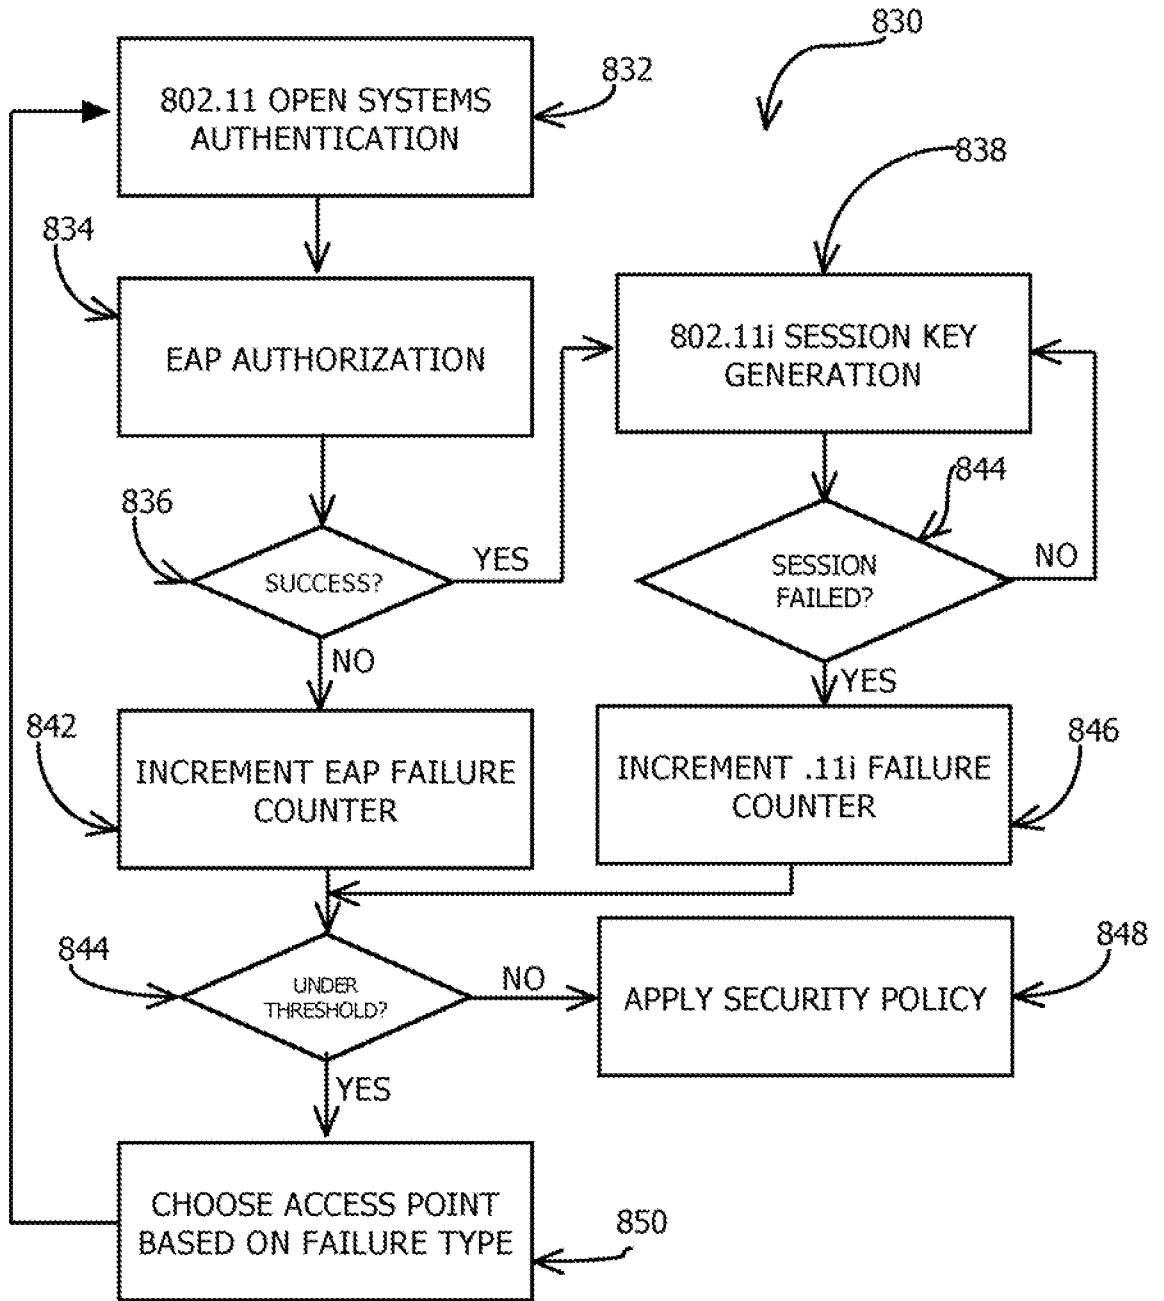 830
802.11 OPEN SYSTEMS
AUTHENTICATION
832
838
834
EAP AUTHORIZATION
802.11i SESSION KEY
GENERATION
844
836
SUCCESS?
YES
SESSION
FAILED?
NO
NO
YES
842
INCREMENT EAP FAILURE
COUNTER
INCREMENT .11i FAILURE
COUNTER
846
844
UNDER
THRESHOLD?
NO
APPLY SECURITY POLICY
848
YES
CHOOSE ACCESS POINT
BASED ON FAILURE TYPE
850